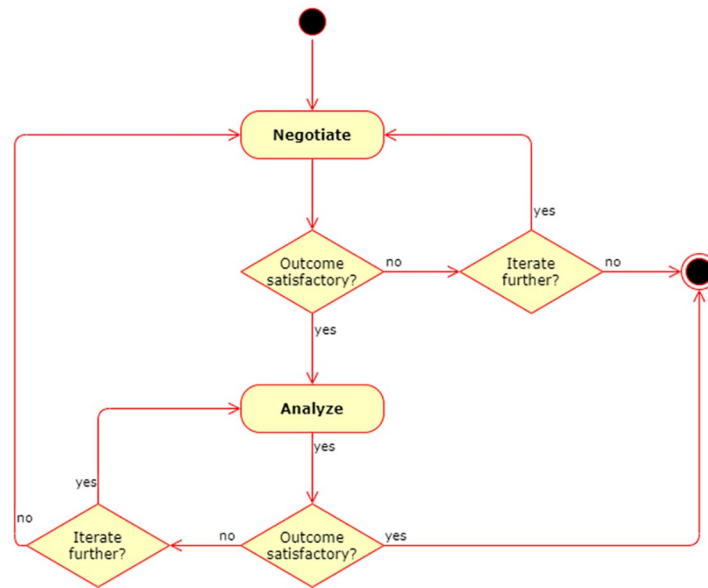 Negotiate
yes
Outcome
satisfactory?
no
Iterate
further?
no
yes
Analyze
yes
yes
no
Iterate
further?
no
Outcome
satisfactory?
yes